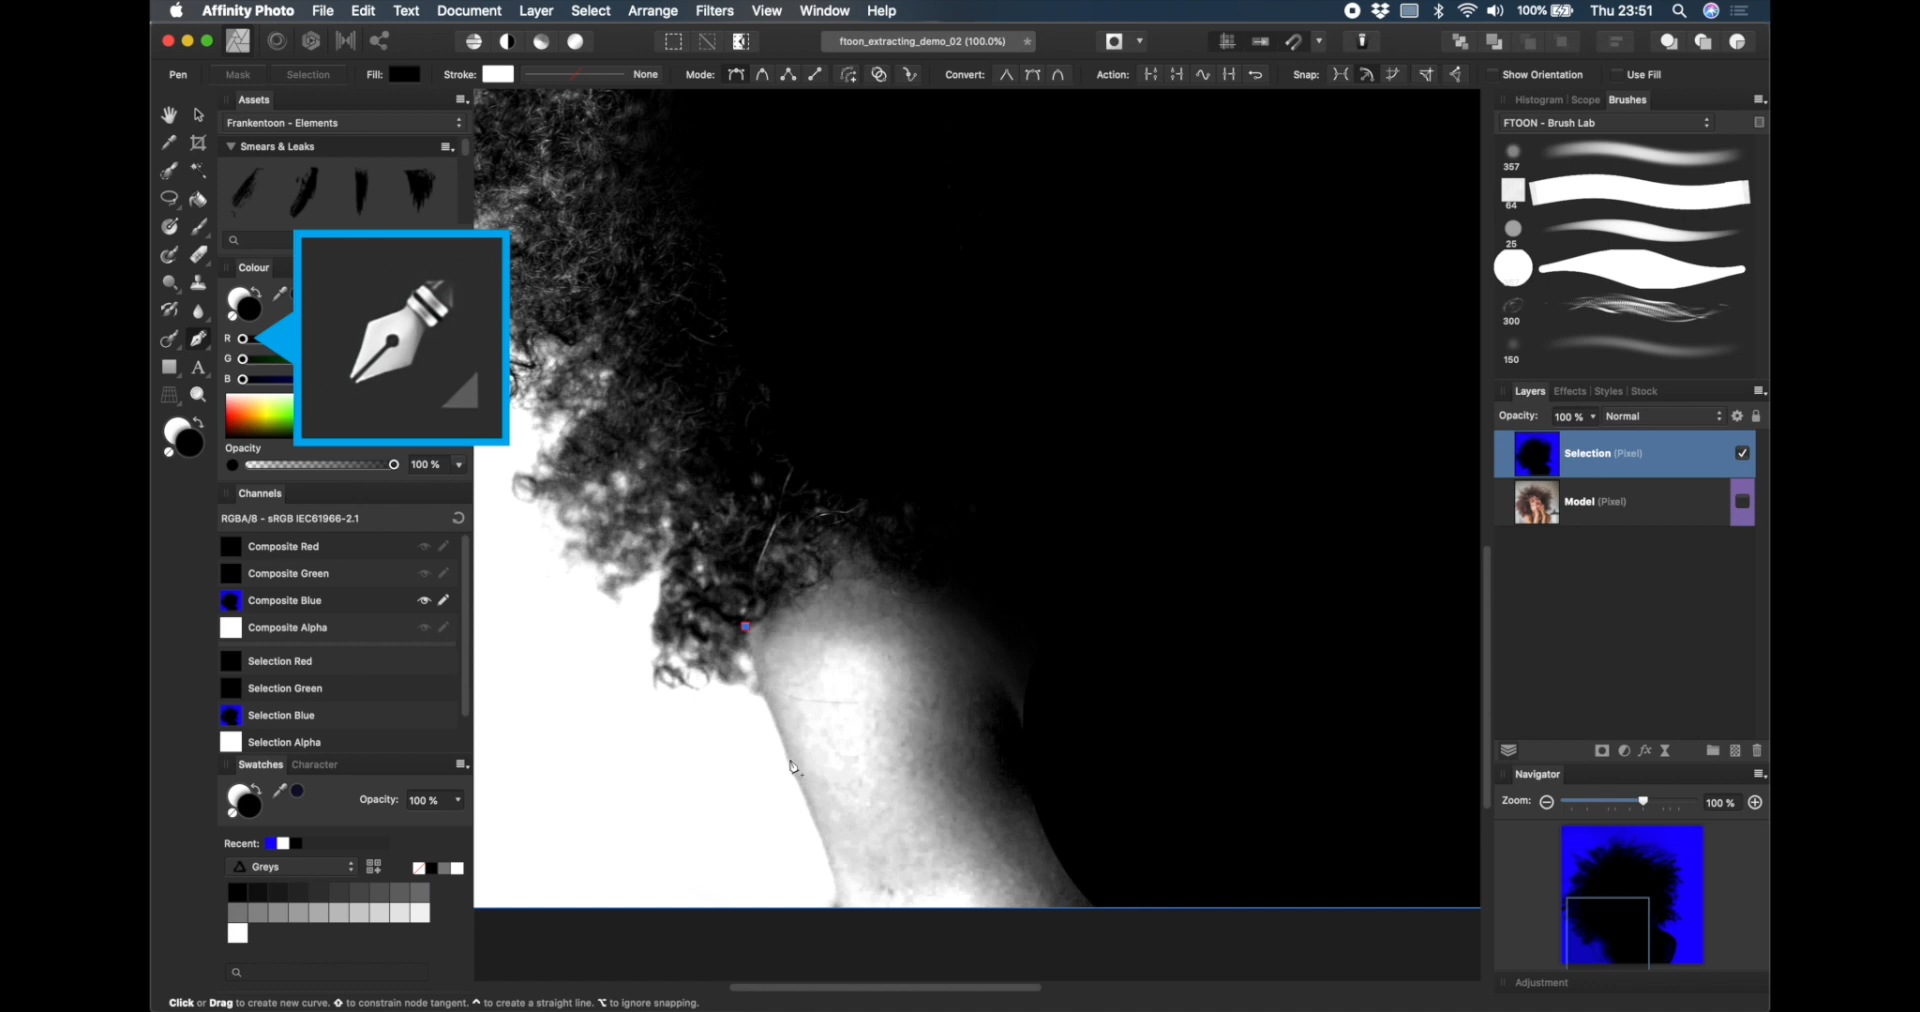 Affinity Photo File Edit Text Document Layer Select Arrange Filters View Window Help
100% Thu 23:51
ftoon_extracting_demo_02 (100.0%)
Pen Mask Selection Fill: Stroke: None Mode: Convert: Action: Snap: Show Orientation Use Fill
Assets
Frankentoon - Elements
Smears & Leaks
Colour
R
G
B
Opacity
100 %
Channels
RGBA/8 - sRGB IEC61966-2.1
Composite Red
Composite Green
Composite Blue
Composite Alpha
Selection Red
Selection Green
Selection Blue
Selection Alpha
Swatches Character
Opacity: 100 %
Recent:
Greys
Histogram Scope Brushes
FTOON - Brush Lab
357
64
25
300
150
Layers Effects Styles Stock
Opacity: 100 % Normal
Selection (Pixel)
Model (Pixel)
Navigator
Zoom: 100 %
Adjustment
Click or Drag to create new curve. ⇧ to constrain node tangent. ⌃ to create a straight line. ⌥ to ignore snapping.